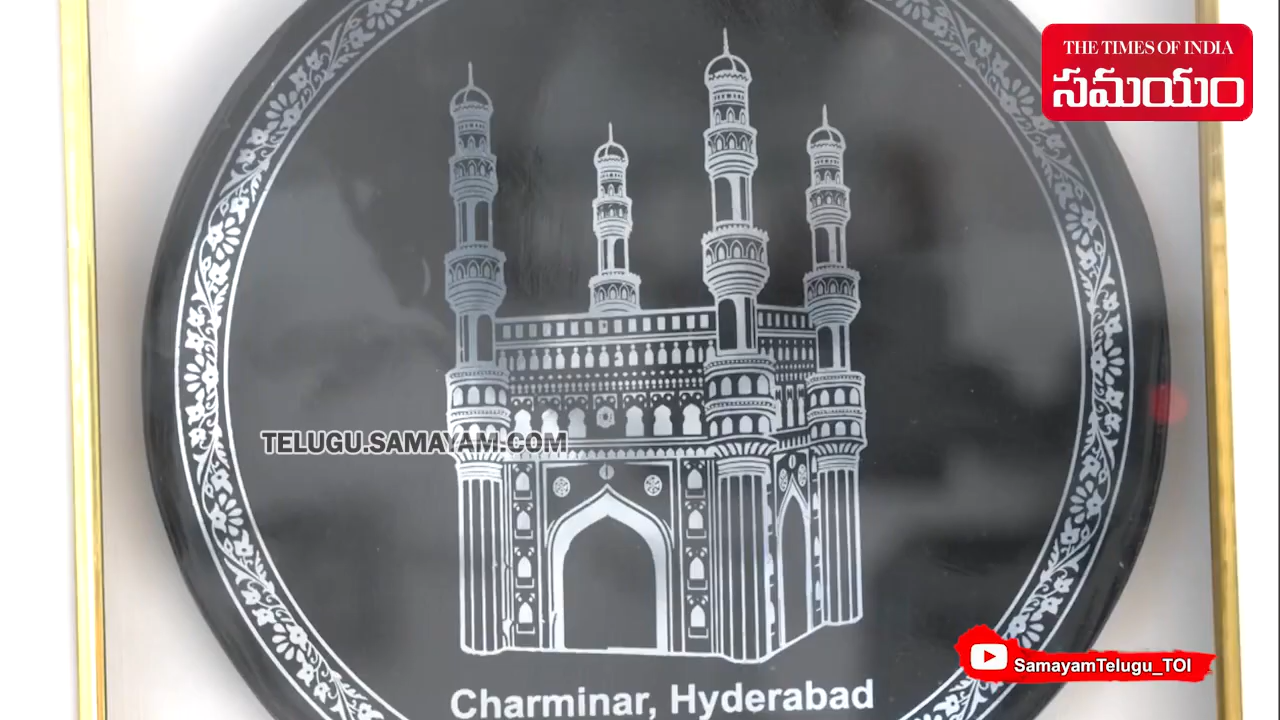 THE TIMES OF INDIA
సమయం
TELUGU.SAMAYAM.COM
SamayamTelugu_TOI
Charminar, Hyderabad